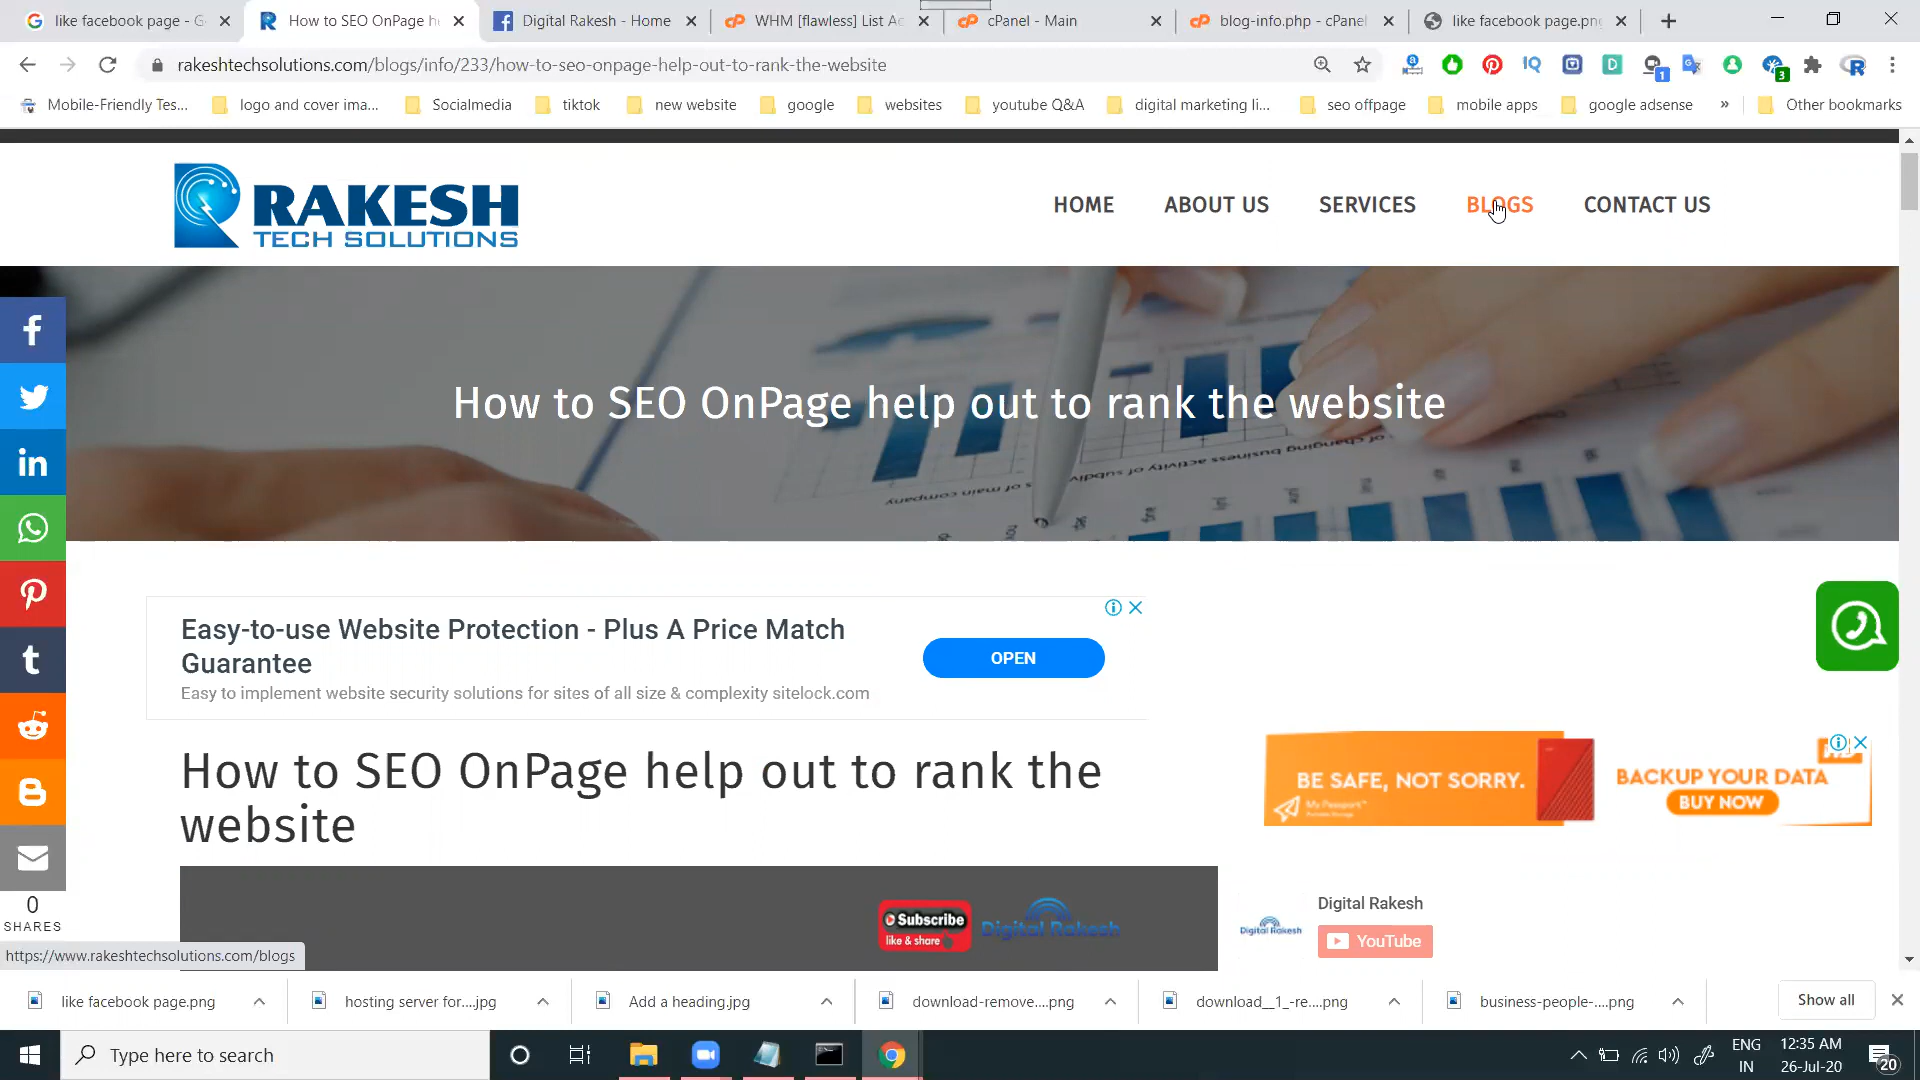 like facebook page - G
How to SEO OnPage h
Digital Rakesh - Home
WHM [flawless] List Ac
cPanel - Main
blog-info.php - cPanel
like facebook page.pn
rakeshtechsolutions.com/blogs/info/233/how-to-seo-onpage-help-out-to-rank-the-website
Mobile-Friendly Tes...
logo and cover ima...
Socialmedia
tiktok
new website
google
websites
youtube Q&A
digital marketing li...
seo offpage
mobile apps
google adsense
»
Other bookmarks
RAKESH
TECH SOLUTIONS
HOME
ABOUT US
SERVICES
BLOGS
CONTACT US
How to SEO OnPage help out to rank the website
Easy-to-use Website Protection - Plus A Price Match
Guarantee
Easy to implement website security solutions for sites of all size & complexity sitelock.com
OPEN
How to SEO OnPage help out to rank the
website
BE SAFE, NOT SORRY.
My Passport
BACKUP YOUR DATA
BUY NOW
Subscribe
like & share
Digital Rakesh
Digital Rakesh
Digital Rakesh
YouTube
0
SHARES
https://www.rakeshtechsolutions.com/blogs
like facebook page.png
hosting server for....jpg
Add a heading.jpg
download-remove....png
download__1_-re....png
business-people-....png
Show all
Type here to search
ENG
IN
12:35 AM
26-Jul-20
20